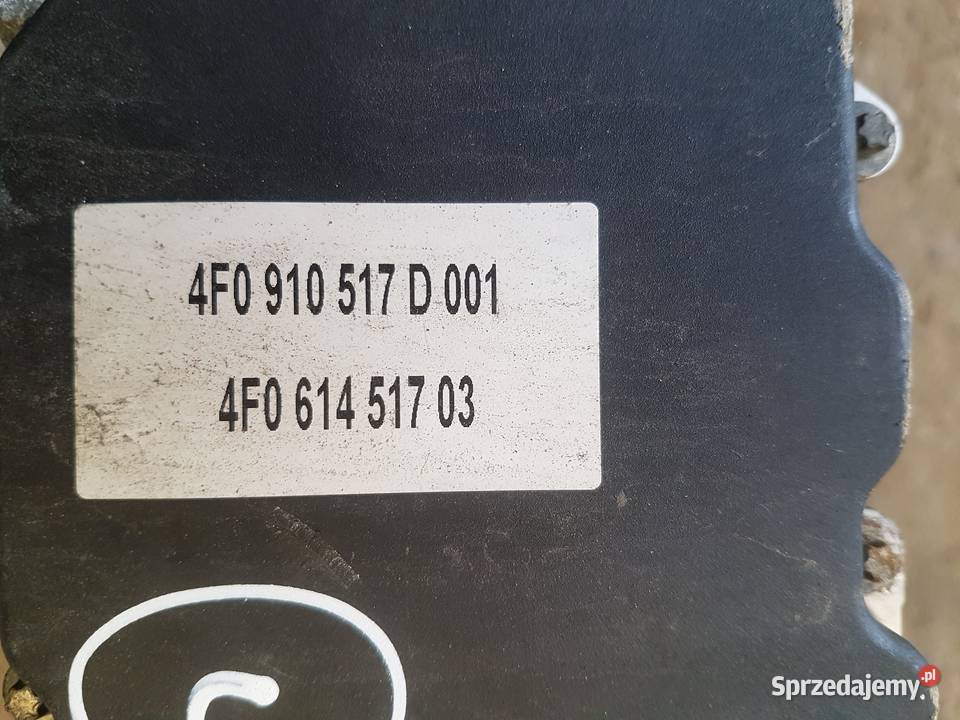 4F0 910 517 D 001
4F0 614 517 03
Sprzedajemy.pl